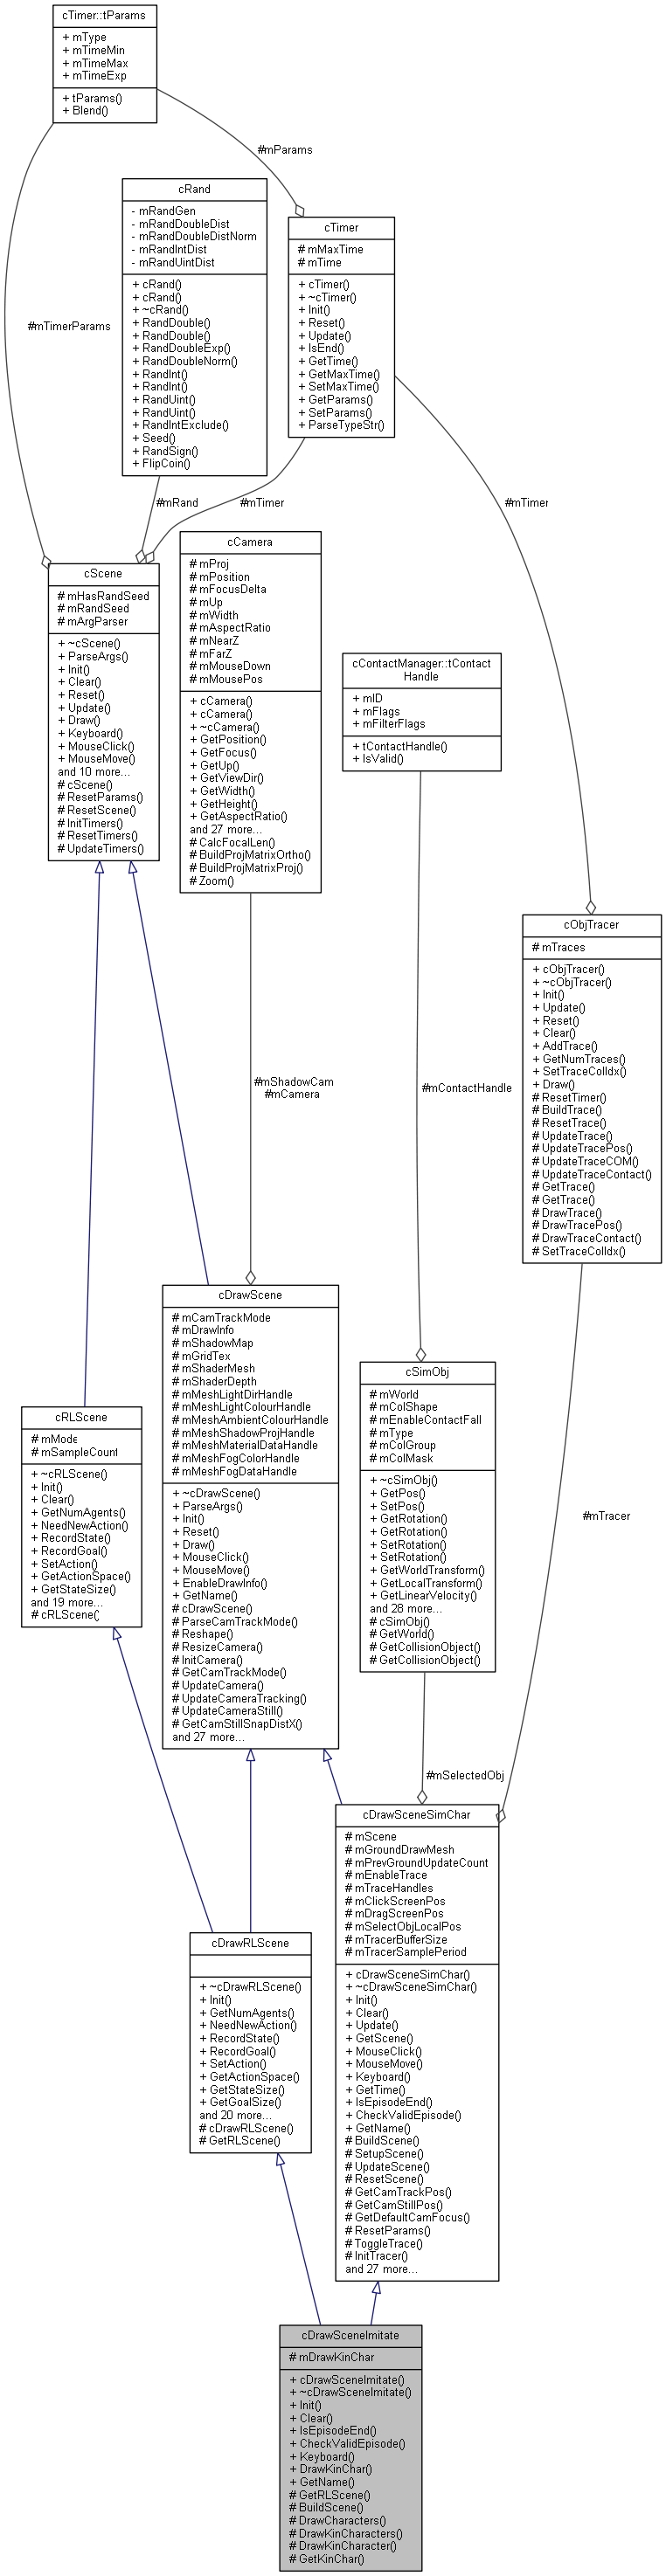 cTimer::tParams
+ mType
+ mTimeMin
+ mTimeMax
+ mTimeExp
+ tParams()
+ Blend()
#mParams
cRand
- mRandGen
- mRandDoubleDist
- mRandDoubleDistNorm
- mRandIntDist
- mRandUintDist
+ cRand()
+ cRand()
+ ~cRand()
+ RandDouble()
+ RandDouble()
+ RandDoubleExp()
+ RandDoubleNorm()
+ RandInt()
+ RandInt()
+ RandUint()
+ RandUint()
+ RandIntExclude()
+ Seed()
+ RandSign()
+ FlipCoin()
cTimer
# mMaxTime
# mTime
+ cTimer()
+ ~cTimer()
+ Init()
+ Reset()
+ Update()
+ IsEnd()
+ GetTime()
+ GetMaxTime()
+ SetMaxTime()
+ GetParams()
+ SetParams()
+ ParseTypeStr()
#mTimerParams
#mRand
#mTimer
#mTimer
cScene
# mHasRandSeed
# mRandSeed
# mArgParser
+ ~cScene()
+ ParseArgs()
+ Init()
+ Clear()
+ Reset()
+ Update()
+ Draw()
+ Keyboard()
+ MouseClick()
+ MouseMove()
and 10 more...
# cScene()
# ResetParams()
# ResetScene()
# InitTimers()
# ResetTimers()
# UpdateTimers()
cCamera
# mProj
# mPosition
# mFocusDelta
# mUp
# mWidth
# mAspectRatio
# mNearZ
# mFarZ
# mMouseDown
# mMousePos
+ cCamera()
+ cCamera()
+ ~cCamera()
+ GetPosition()
+ GetFocus()
+ GetUp()
+ GetViewDir()
+ GetWidth()
+ GetHeight()
+ GetAspectRatio()
and 27 more...
# CalcFocalLen()
# BuildProjMatrixOrtho()
# BuildProjMatrixProj()
# Zoom()
cContactManager::tContact
Handle
+ mID
+ mFlags
+ mFilterFlags
+ tContactHandle()
+ IsValid()
cObjTracer
# mTraces
+ cObjTracer()
+ ~cObjTracer()
+ Init()
+ Update()
+ Reset()
+ Clear()
+ AddTrace()
+ GetNumTraces()
+ SetTraceColIdx()
+ Draw()
# ResetTimer()
# BuildTrace()
# ResetTrace()
# UpdateTrace()
# UpdateTracePos()
# UpdateTraceCOM()
# UpdateTraceContact()
# GetTrace()
# GetTrace()
# DrawTrace()
# DrawTracePos()
# DrawTraceContact()
# SetTraceColIdx()
#mShadowCam
#mCamera
#mContactHandle
cDrawScene
# mCamTrackMode
# mDrawInfo
# mShadowMap
# mGridTex
# mShaderMesh
# mShaderDepth
# mMeshLightDirHandle
# mMeshLightColourHandle
# mMeshAmbientColourHandle
# mMeshShadowProjHandle
# mMeshMaterialDataHandle
# mMeshFogColorHandle
# mMeshFogDataHandle
+ ~cDrawScene()
+ ParseArgs()
+ Init()
+ Reset()
+ Draw()
+ MouseClick()
+ MouseMove()
+ EnableDrawInfo()
+ GetName()
# cDrawScene()
# ParseCamTrackMode()
# Reshape()
# ResizeCamera()
# InitCamera()
# GetCamTrackMode()
# UpdateCamera()
# UpdateCameraTracking()
# UpdateCameraStill()
# GetCamStillSnapDistX()
and 27 more...
cSimObj
# mWorld
# mColShape
# mEnableContactFall
# mType
# mColGroup
# mColMask
+ ~cSimObj()
+ GetPos()
+ SetPos()
+ GetRotation()
+ GetRotation()
+ SetRotation()
+ SetRotation()
+ GetWorldTransform()
+ GetLocalTransform()
+ GetLinearVelocity()
and 28 more...
# cSimObj()
# GetWorld()
# GetCollisionObject()
# GetCollisionObject()
cRLScene
# mMode
# mSampleCount
+ ~cRLScene()
+ Init()
+ Clear()
+ GetNumAgents()
+ NeedNewAction()
+ RecordState()
+ RecordGoal()
+ SetAction()
+ GetActionSpace()
+ GetStateSize()
and 19 more...
# cRLScene()
#mTracer
#mSelectedObj
cDrawSceneSimChar
# mScene
# mGroundDrawMesh
# mPrevGroundUpdateCount
# mEnableTrace
# mTraceHandles
# mClickScreenPos
# mDragScreenPos
# mSelectObjLocalPos
# mTracerBufferSize
# mTracerSamplePeriod
+ cDrawSceneSimChar()
+ ~cDrawSceneSimChar()
+ Init()
+ Clear()
+ Update()
+ GetScene()
+ MouseClick()
+ MouseMove()
+ Keyboard()
+ GetTime()
+ IsEpisodeEnd()
+ CheckValidEpisode()
+ GetName()
# BuildScene()
# SetupScene()
# UpdateScene()
# ResetScene()
# GetCamTrackPos()
# GetCamStillPos()
# GetDefaultCamFocus()
# ResetParams()
# ToggleTrace()
# InitTracer()
and 27 more...
cDrawRLScene
+ ~cDrawRLScene()
+ Init()
+ GetNumAgents()
+ NeedNewAction()
+ RecordState()
+ RecordGoal()
+ SetAction()
+ GetActionSpace()
+ GetStateSize()
+ GetGoalSize()
and 20 more...
# cDrawRLScene()
# GetRLScene()
cDrawSceneImitate
# mDrawKinChar
+ cDrawSceneImitate()
+ ~cDrawSceneImitate()
+ Init()
+ Clear()
+ IsEpisodeEnd()
+ CheckValidEpisode()
+ Keyboard()
+ DrawKinChar()
+ GetName()
# GetRLScene()
# BuildScene()
# DrawCharacters()
# DrawKinCharacters()
# DrawKinCharacter()
# GetKinChar()